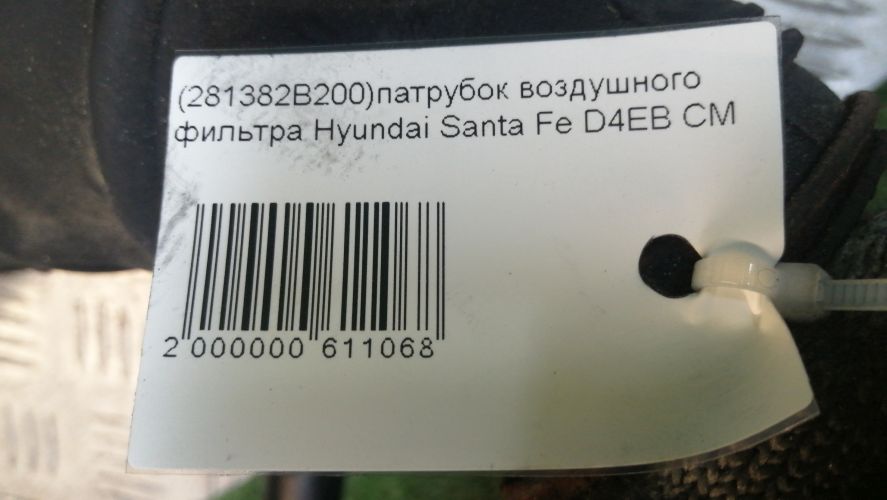 (281382B200)патрубок воздушного
фильтра Hyundai Santa Fe D4EB CM
2 000000 611068